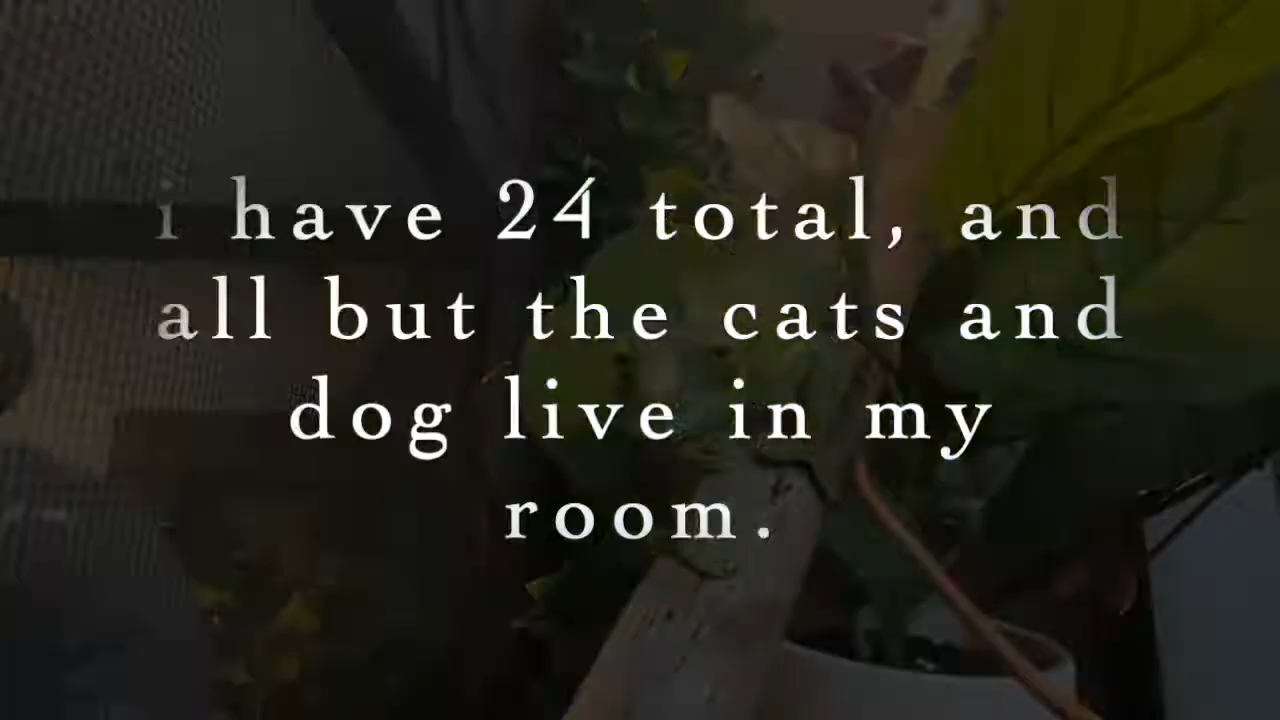 i have 24 total, and
all but the cats and
dog live in my
room.